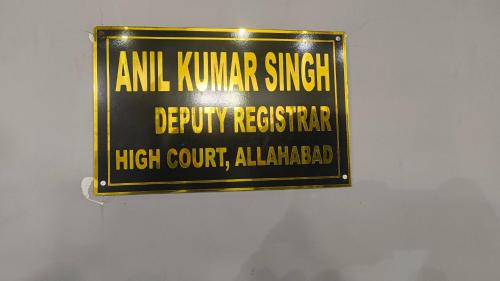 ANIL KUMAR SINGH
DEPUTY REGISTRAR
HIGH COURT, ALLAHABAD